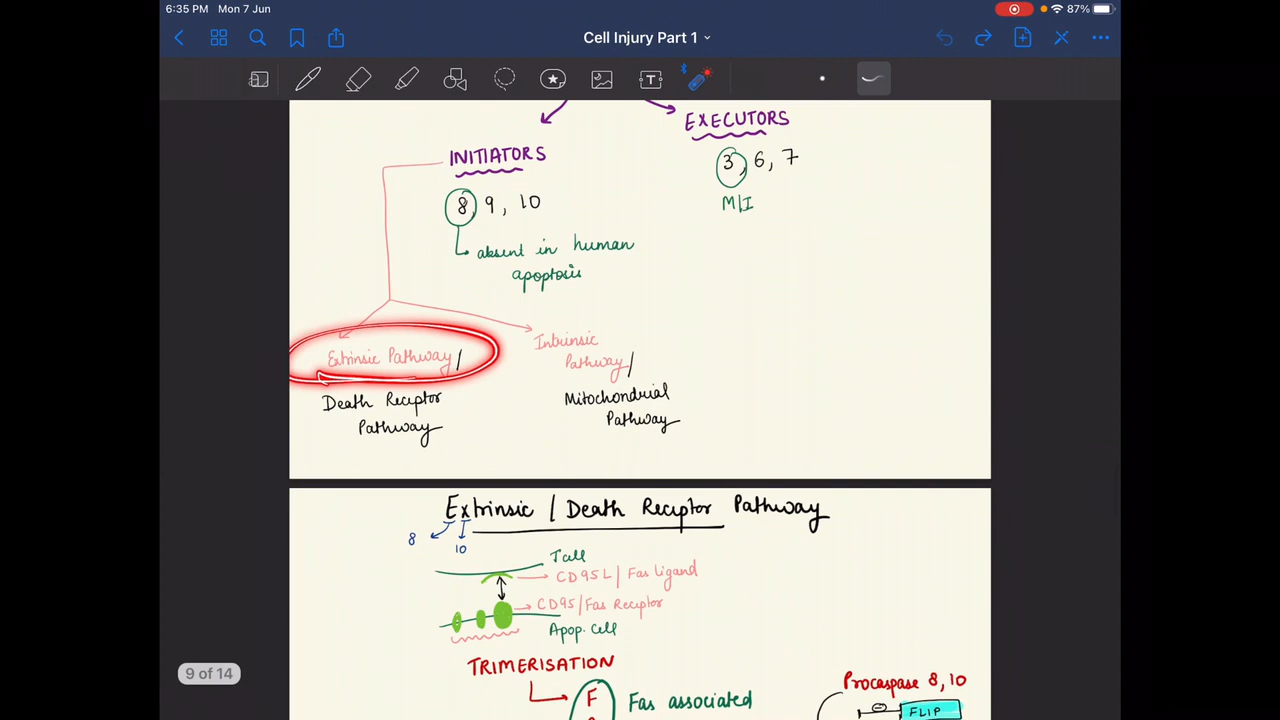 6:35 PM Mon 7 Jun
87%
Cell Injury Part 1
EXECUTORS
INITIATORS
3, 6, 7
8, 9, 10
M/I
absent in human
apoptosis
Extrinsic Pathway/
Intrinsic
Pathway/
Death Receptor
Pathway
Mitochondrial
Pathway
Extrinsic / Death Receptor Pathway
8
10
T cell
CD95L / Fas Ligand
CD95/Fas Receptor
Apop. Cell
9 of 14
TRIMERISATION
Procaspase 8, 10
F
Fas associated
FLIP